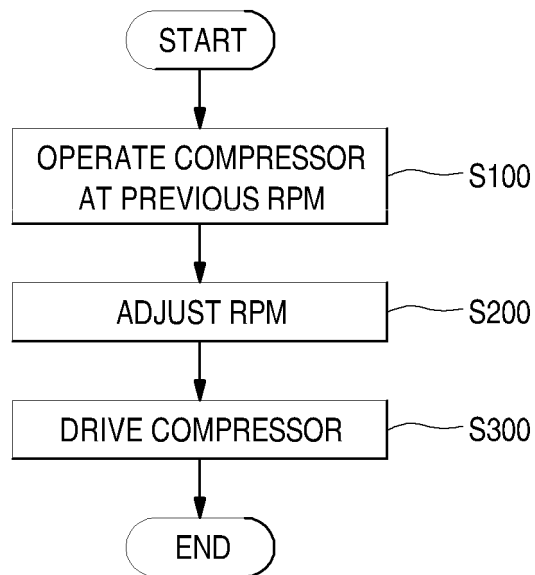 START
OPERATE COMPRESSOR
AT PREVIOUS RPM
S100
ADJUST RPM
S200
DRIVE COMPRESSOR
S300
END